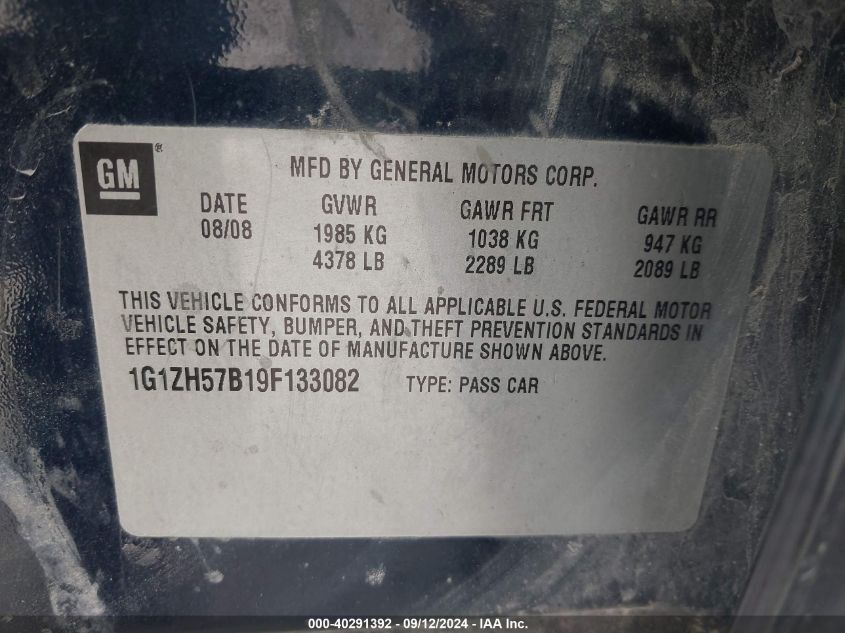 GM®
MFD BY GENERAL MOTORS CORP.
DATE GVWR GAWR FRT GAWR RR
08/08 1985 KG 1038 KG 947 KG
4378 LB 2289 LB 2089 LB
THIS VEHICLE CONFORMS TO ALL APPLICABLE U.S. FEDERAL MOTOR
VEHICLE SAFETY, BUMPER, AND THEFT PREVENTION STANDARDS IN
EFFECT ON THE DATE OF MANUFACTURE SHOWN ABOVE.
1G1ZH57B19F133082 TYPE: PASS CAR
000-40291392 - 09/12/2024 - IAA Inc.